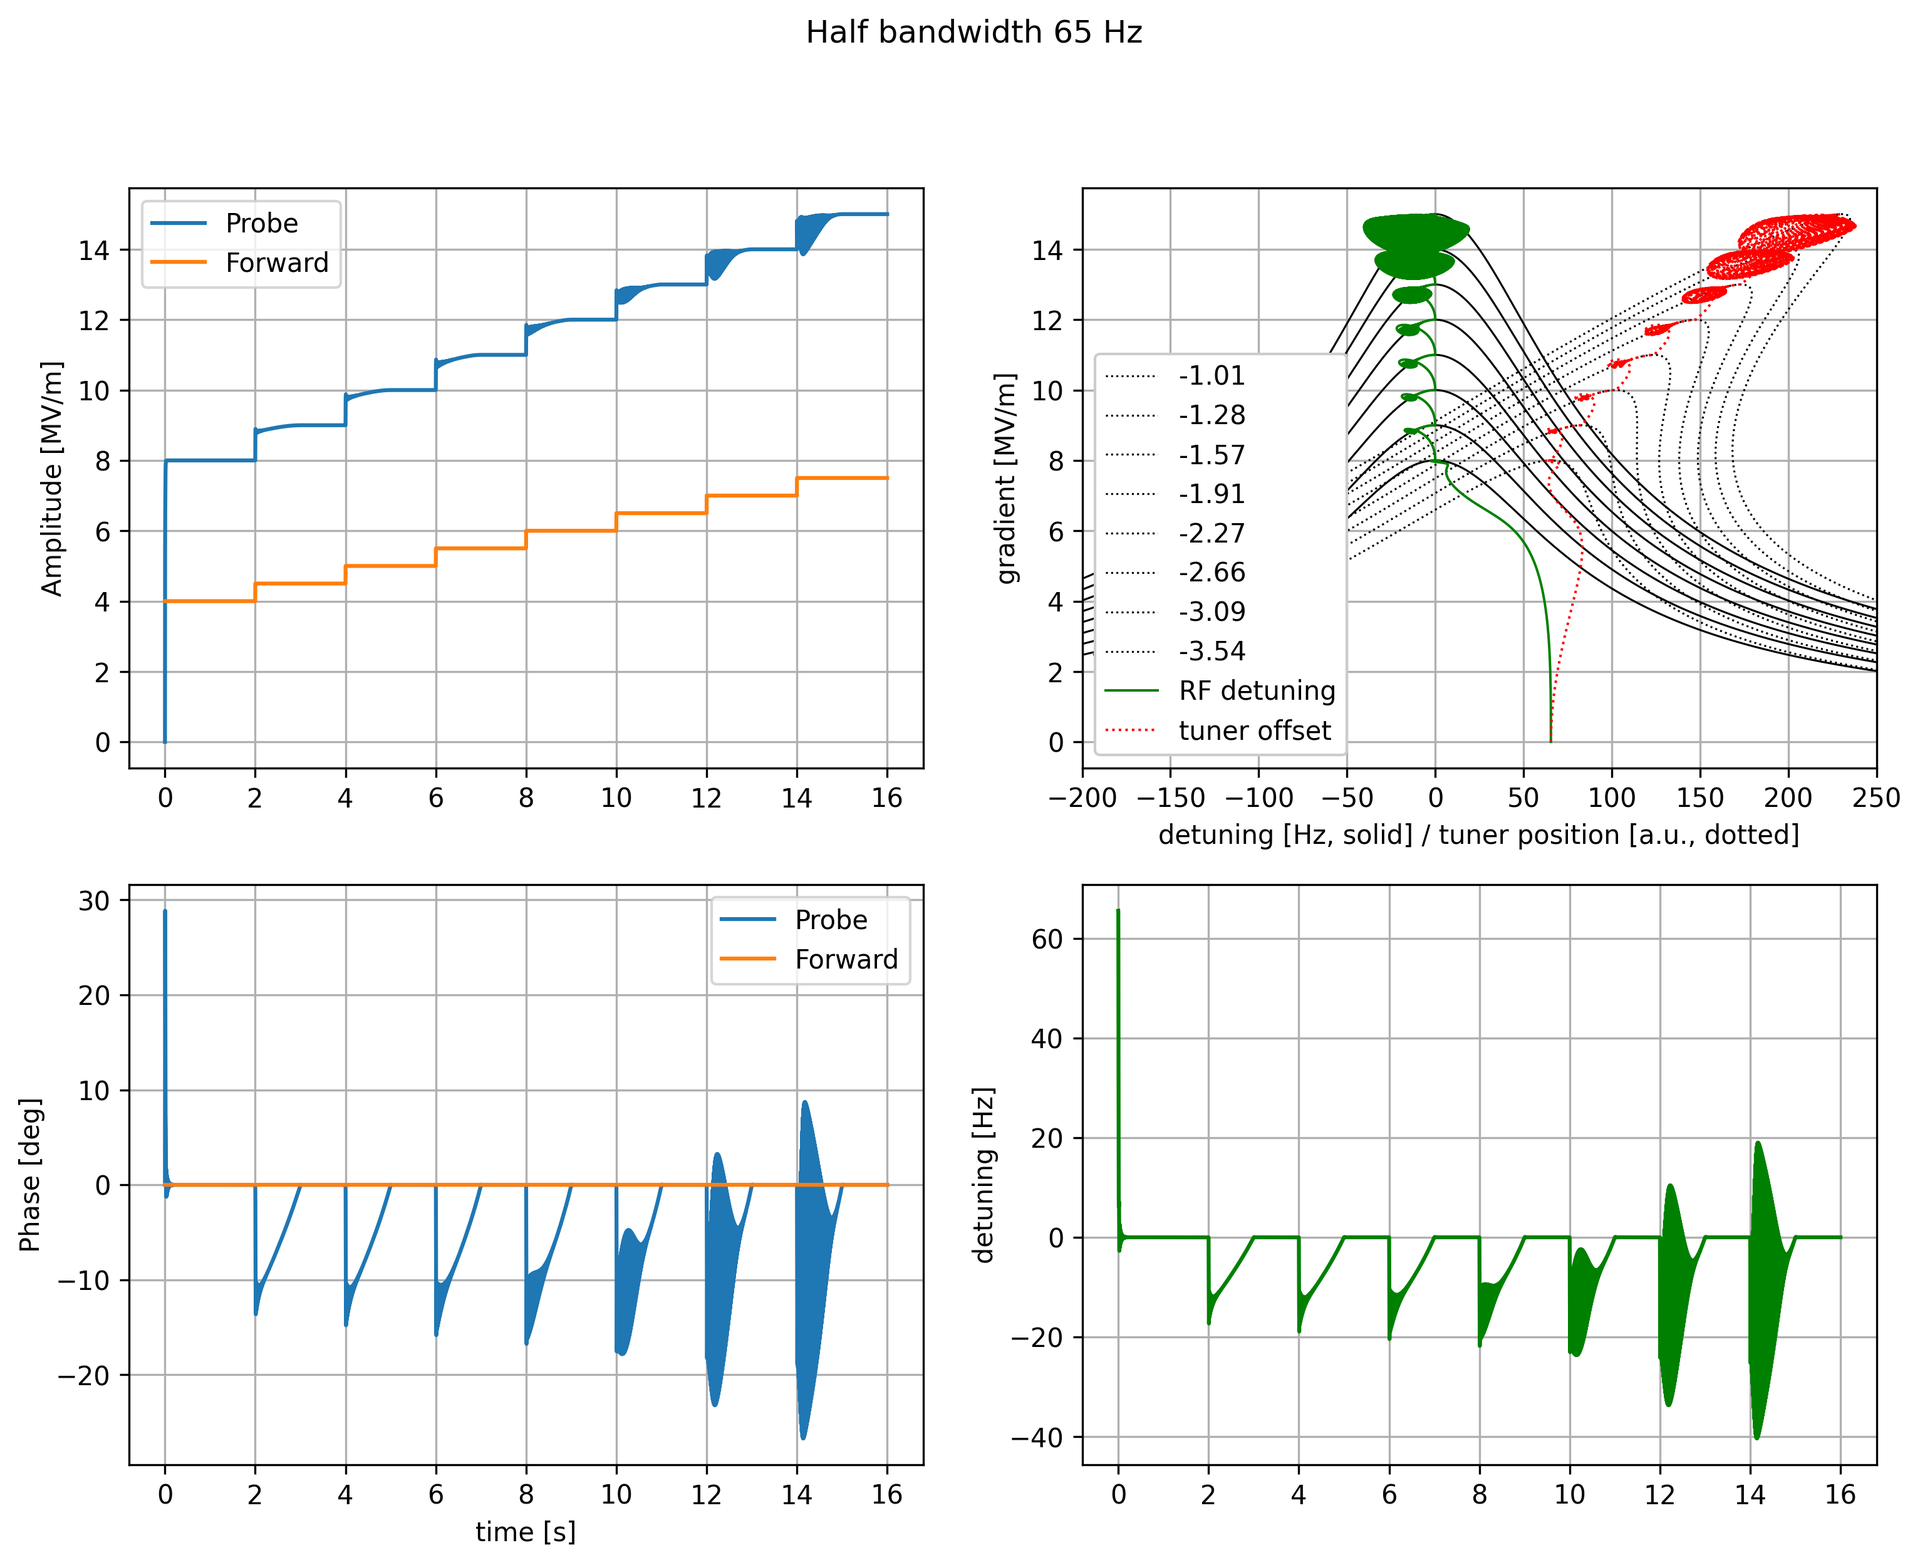 Half bandwidth 65 Hz
Amplitude [MV/m]
14
12
10
8
6
4
2
0
Probe
Forward
0 2 4 6 8 10 12 14 16
gradient [MV/m]
14
12
10
8
6
4
2
0
-1.01
-1.28
-1.57
-1.91
-2.27
-2.66
-3.09
-3.54
RF detuning
tuner offset
−200 −150 −100 −50 0 50 100 150 200 250
detuning [Hz, solid] / tuner position [a.u., dotted]
Phase [deg]
30
20
10
0
−10
−20
Probe
Forward
0 2 4 6 8 10 12 14 16
time [s]
detuning [Hz]
60
40
20
0
−20
−40
0 2 4 6 8 10 12 14 16